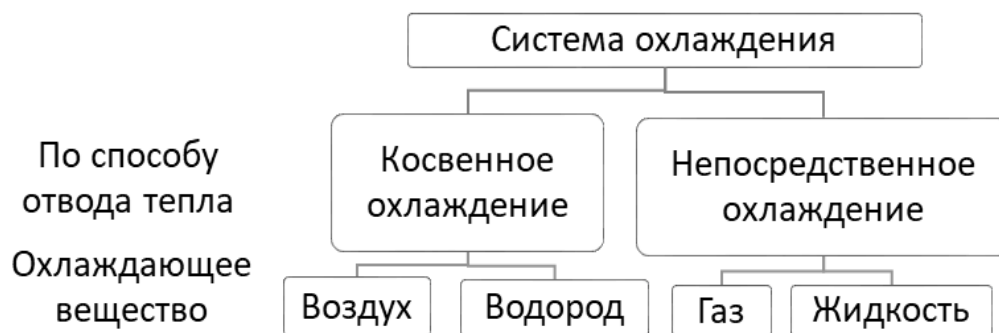 Система охлаждения
По способу
отвода тепла
Косвенное
охлаждение
Непосредственное
охлаждение
Охлаждающее
вещество
Воздух
Водород
Газ
Жидкость